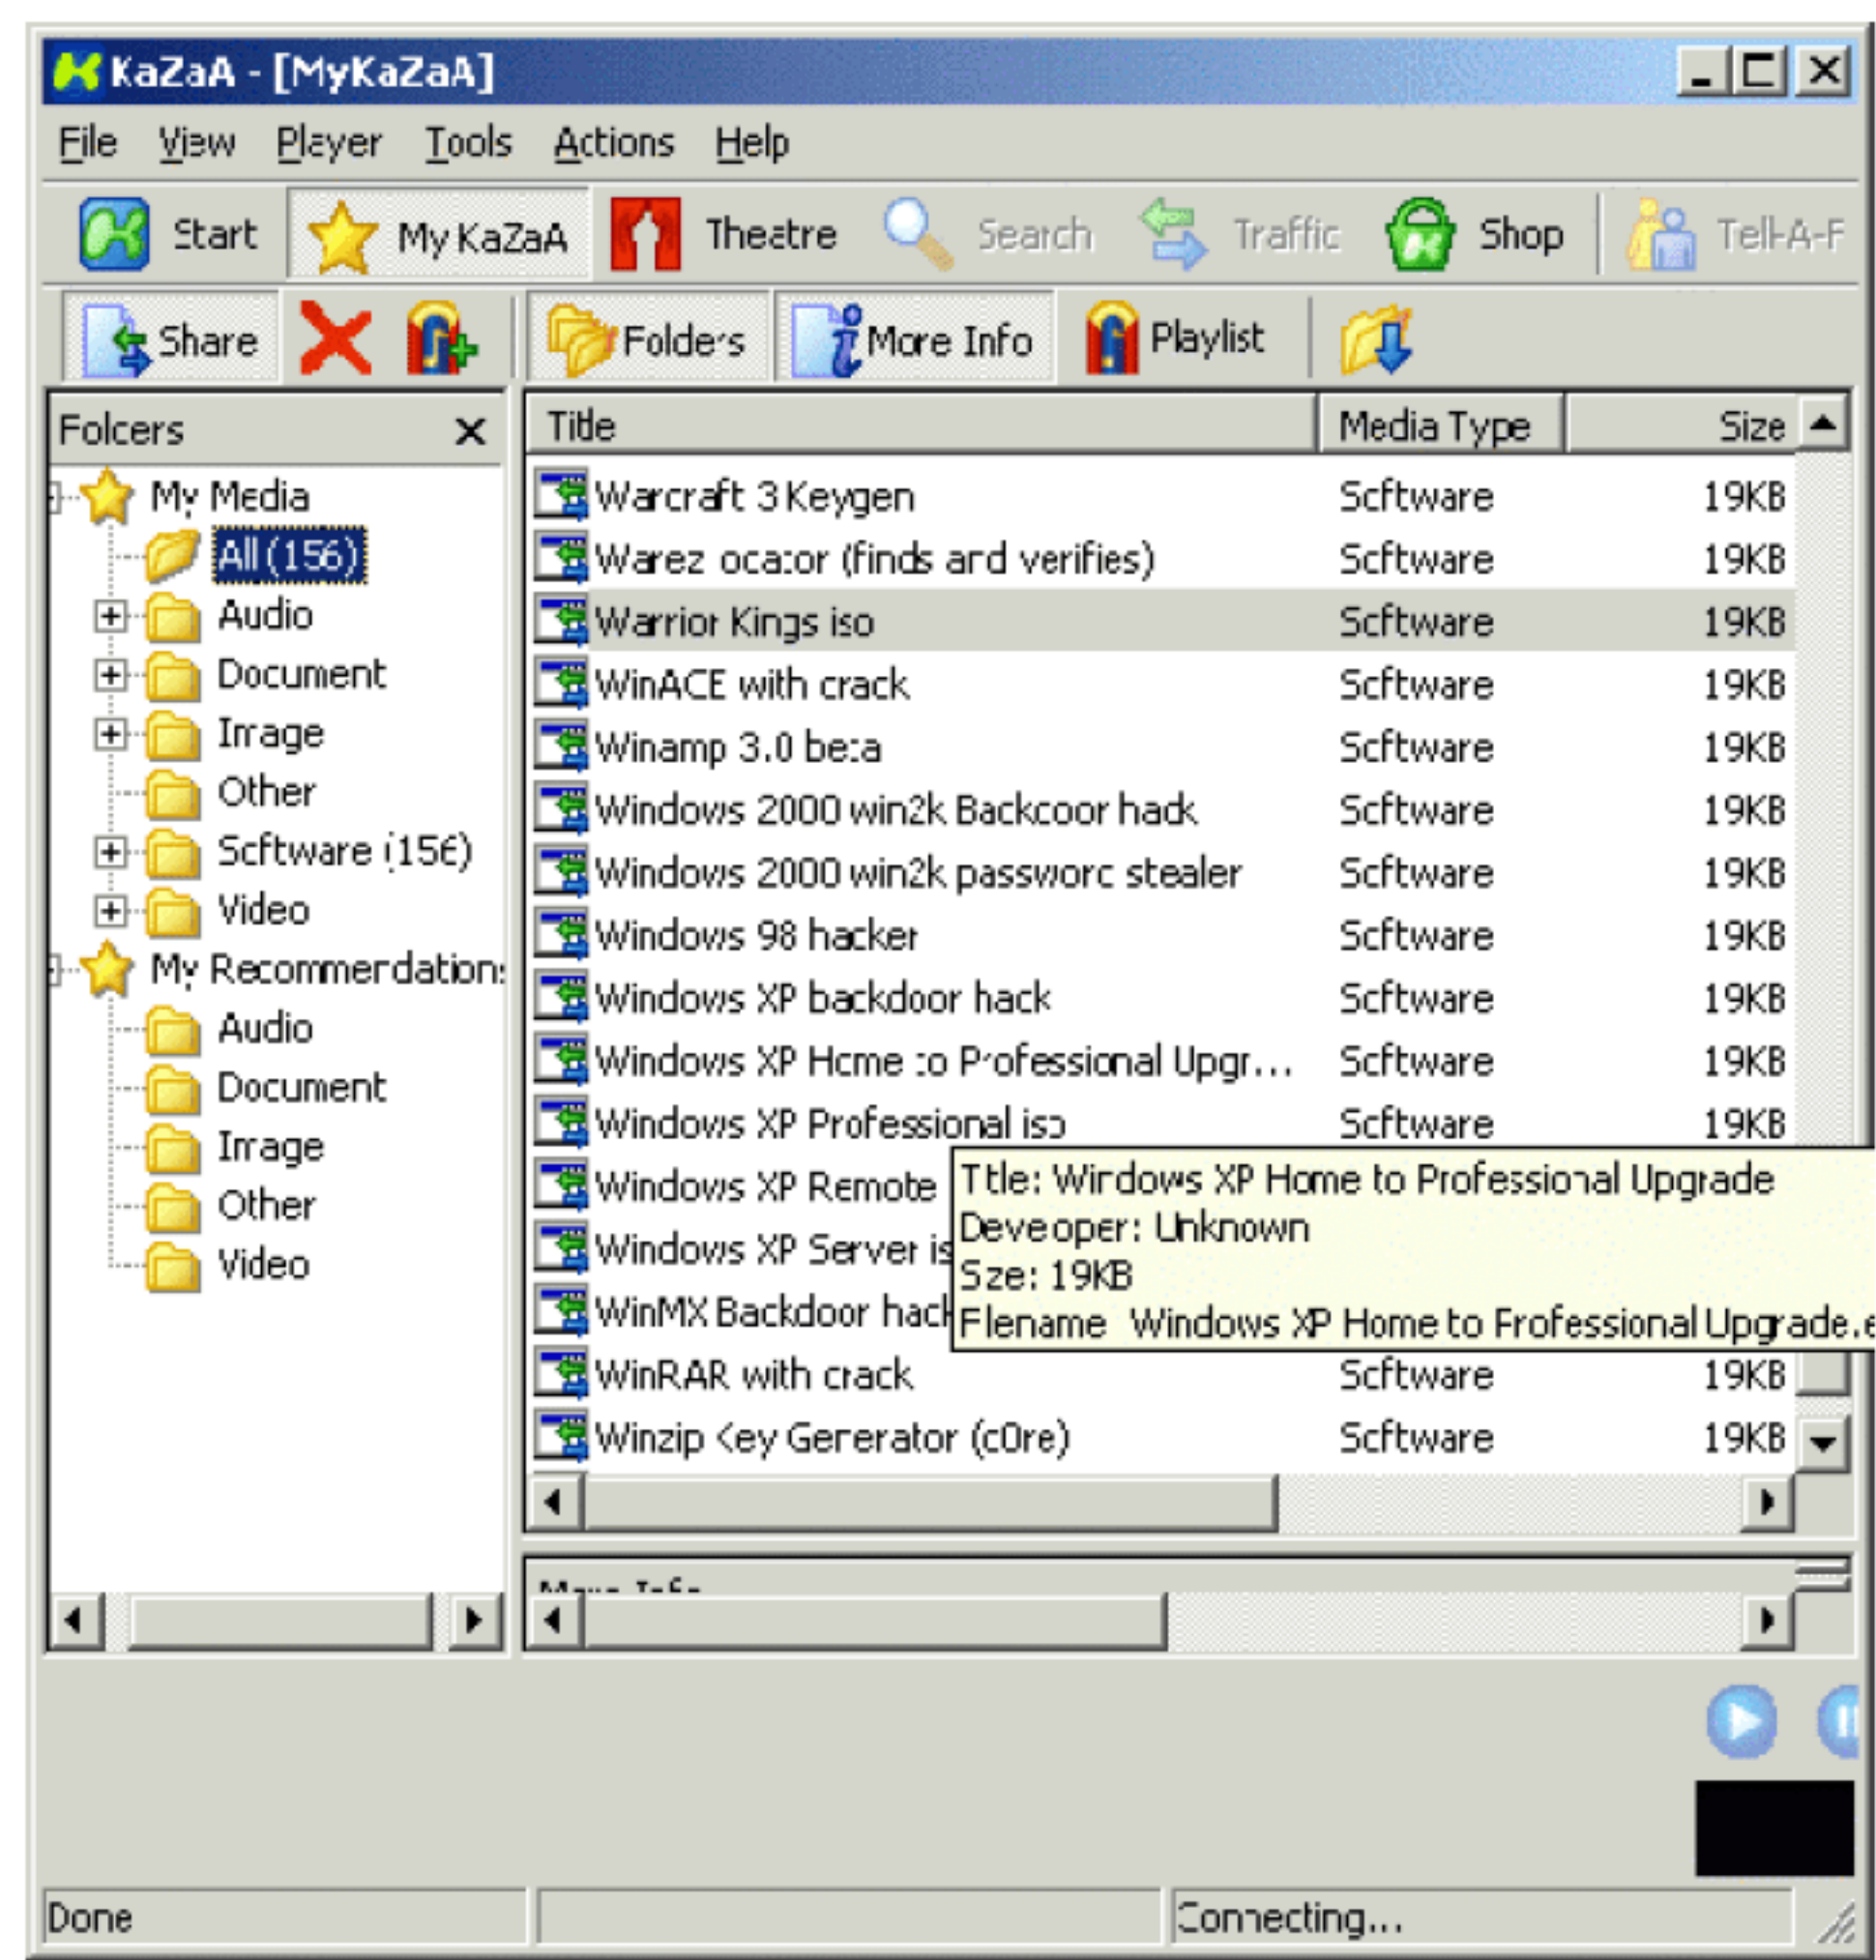 KaZaA - [MyKaZaA]
File View Player Tools Actions Help
Start My KaZaA Theatre Search Traffic Shop Tell-A-F
Share Folders More Info Playlist
Folders Title Media Type Size
My Media
All (156)
Audio
Document
Image
Other
Software (156)
Video
My Recommendations
Audio
Document
Image
Other
Video
Warcraft 3 Keygen Software 19KB
Warez locator (finds and verifies) Software 19KB
Warrior Kings iso Software 19KB
WinACE with crack Software 19KB
Winamp 3.0 beta Software 19KB
Windows 2000 win2k Backdoor hack Software 19KB
Windows 2000 win2k password stealer Software 19KB
Windows 98 hacker Software 19KB
Windows XP backdoor hack Software 19KB
Windows XP Home to Professional Upgr... Software 19KB
Windows XP Professional iso Software 19KB
Windows XP Remote
Windows XP Server is
WinMX Backdoor hack
Title: Windows XP Home to Professional Upgrade
Developer: Unknown
Size: 19KB
Filename Windows XP Home to Professional Upgrade.e
WinRAR with crack Software 19KB
Winzip Key Generator (c0re) Software 19KB
More Info
Done Connecting...